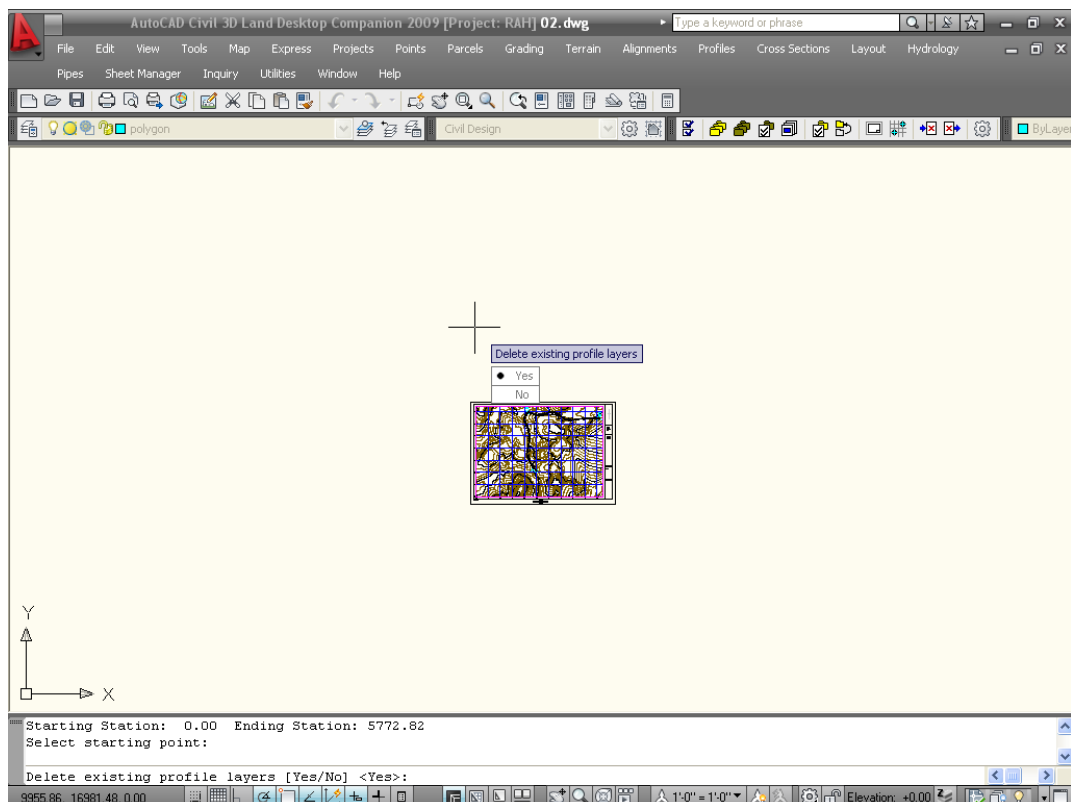 AutoCAD Civil 3D Land Desktop Companion 2009 [Project: RAH] 02.dwg
Type a keyword or phrase
File Edit View Tools Map Express Projects Points Parcels Grading Terrain Alignments Profiles Cross Sections Layout Hydrology
Pipes Sheet Manager Inquiry Utilities Window Help
polygon Civil Design ByLayer
Delete existing profile layers
Yes
No
Y
X
Starting Station: 0.00 Ending Station: 5772.82
Select starting point:
Delete existing profile layers [Yes/No] <Yes>:
9955.86, 16981.48, 0.00 1'-0" = 1'-0" Elevation: +0.00